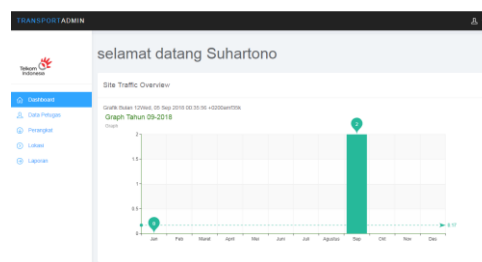 TRANSPORTADMIN
Telkom
Indonesia
selamat datang Suhartono
Site Traffic Overview
Dashboard
Data Petugas
Perangkat
Lokasi
Laporan
Graph Tahun 09-2018
Graph
2
2
1.5
1
0.5
0
0
Jan Feb Maret April Mei Jum Juli Agustus Sep Okt Nov Des